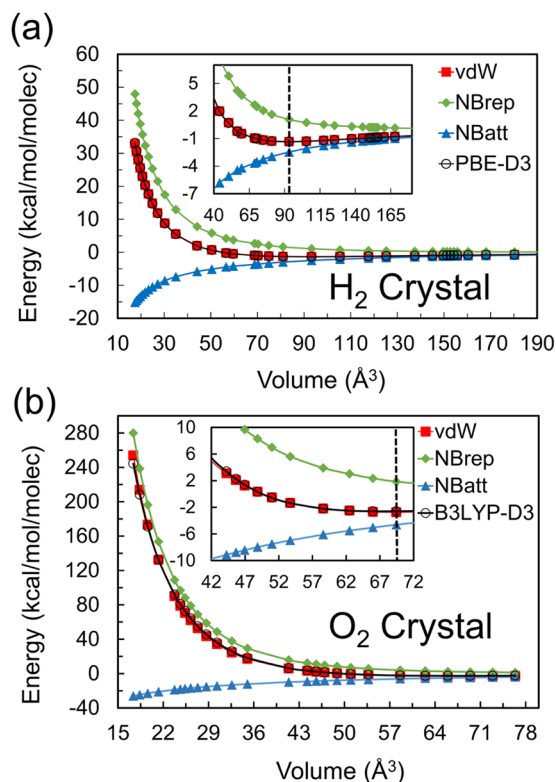 (a)
Energy (kcal/mol/molec)
60
50
40
30
20
10
0
-10
-20
7
5
3
1
-1
-3
-5
-7
40 65 90 115 140 165
vdW
NBrep
NBatt
PBE-D3
H2 Crystal
10 30 50 70 90 110 130 150 170 190
Volume (Å3)
(b)
Energy (kcal/mol/molec)
280
240
200
160
120
80
40
0
-40
10
6
2
-2
-6
-10
42 47 52 57 62 67 72
vdW
NBrep
NBatt
B3LYP-D3
O2 Crystal
15 22 29 36 43 50 57 64 71 78
Volume (Å3)